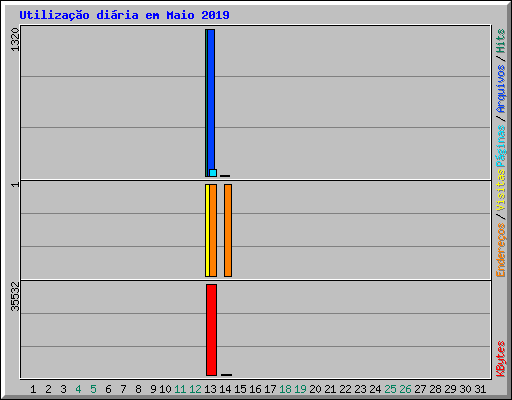 Utilização diária em Maio 2019
1320
1
35532
Hits / Arquivos / Páginas
Visitas / Endereços
KBytes
1 2 3 4 5 6 7 8 9 10 11 12 13 14 15 16 17 18 19 20 21 22 23 24 25 26 27 28 29 30 31